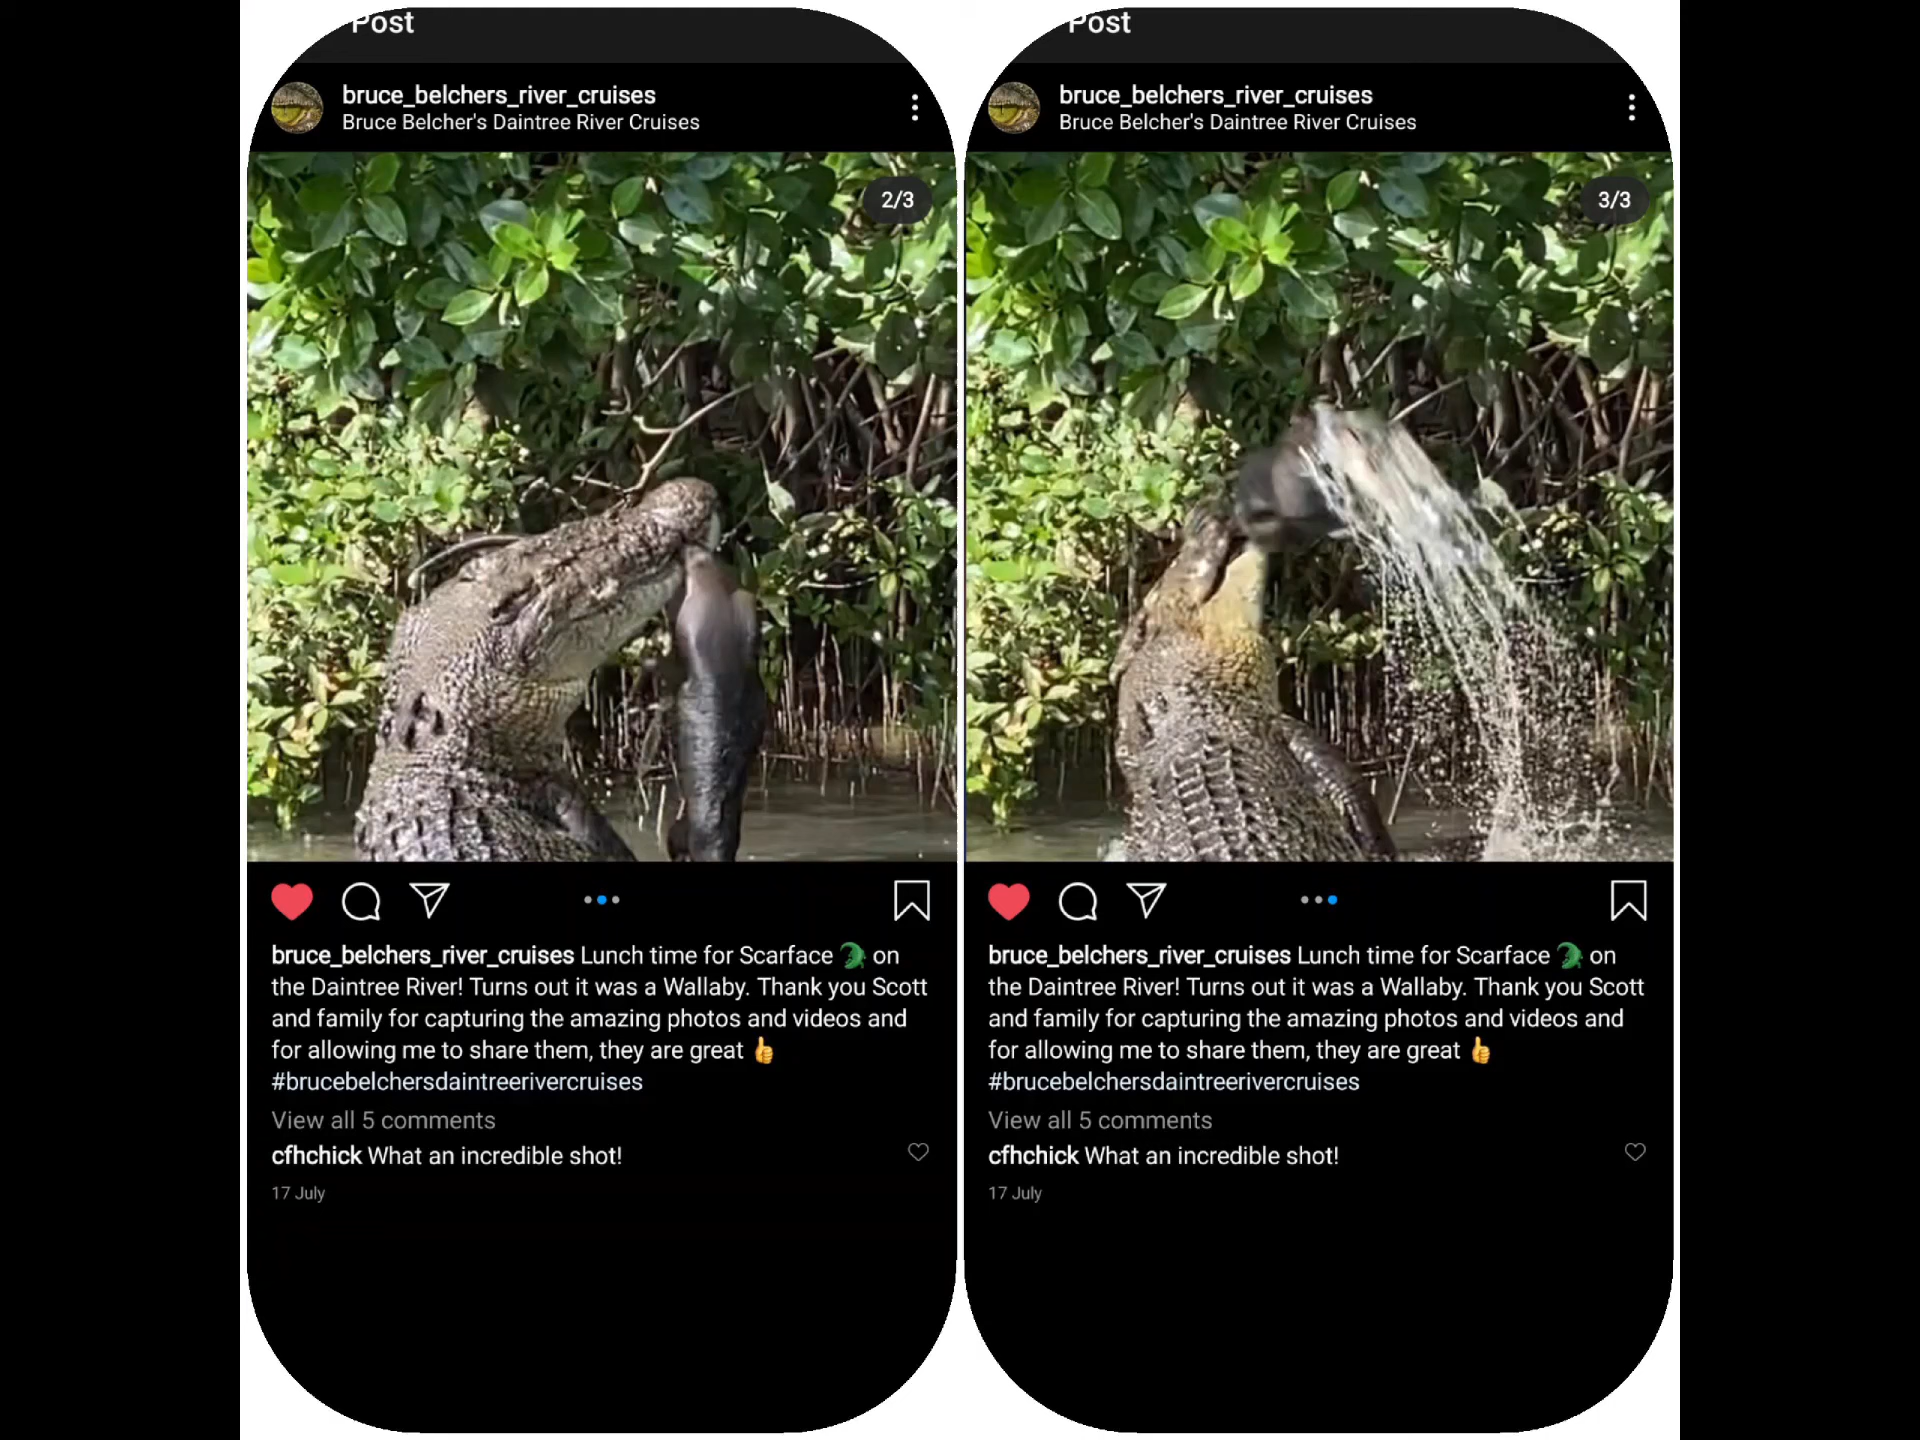 Post
bruce_belchers_river_cruises
Bruce Belcher's Daintree River Cruises
2/3
bruce_belchers_river_cruises Lunch time for Scarface 🐊 on
the Daintree River! Turns out it was a Wallaby. Thank you Scott
and family for capturing the amazing photos and videos and
for allowing me to share them, they are great 👍
#brucebelchersdaintreerivercruises
View all 5 comments
cfhchick What an incredible shot!
17 July
Post
bruce_belchers_river_cruises
Bruce Belcher's Daintree River Cruises
3/3
bruce_belchers_river_cruises Lunch time for Scarface 🐊 on
the Daintree River! Turns out it was a Wallaby. Thank you Scott
and family for capturing the amazing photos and videos and
for allowing me to share them, they are great 👍
#brucebelchersdaintreerivercruises
View all 5 comments
cfhchick What an incredible shot!
17 July